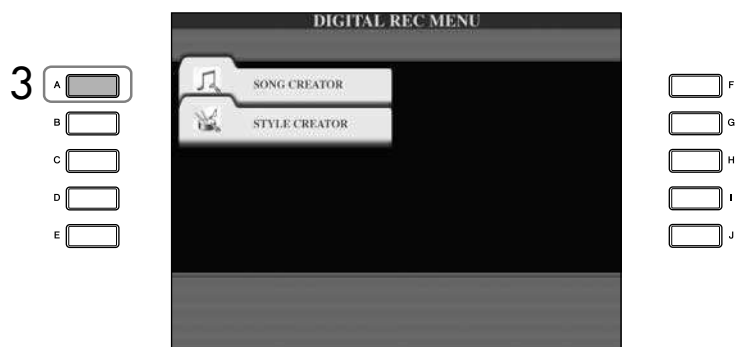 DIGITAL REC MENU
3
A
SONG CREATOR
F
B
STYLE CREATOR
G
C
H
D
I
E
J